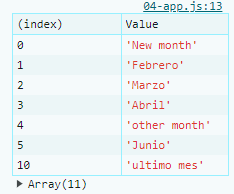 04-app.js:13
(index) Value
0 'New month'
1 'Febrero'
2 'Marzo'
3 'Abril'
4 'other month'
5 'Junio'
10 'ultimo mes'
▶ Array(11)